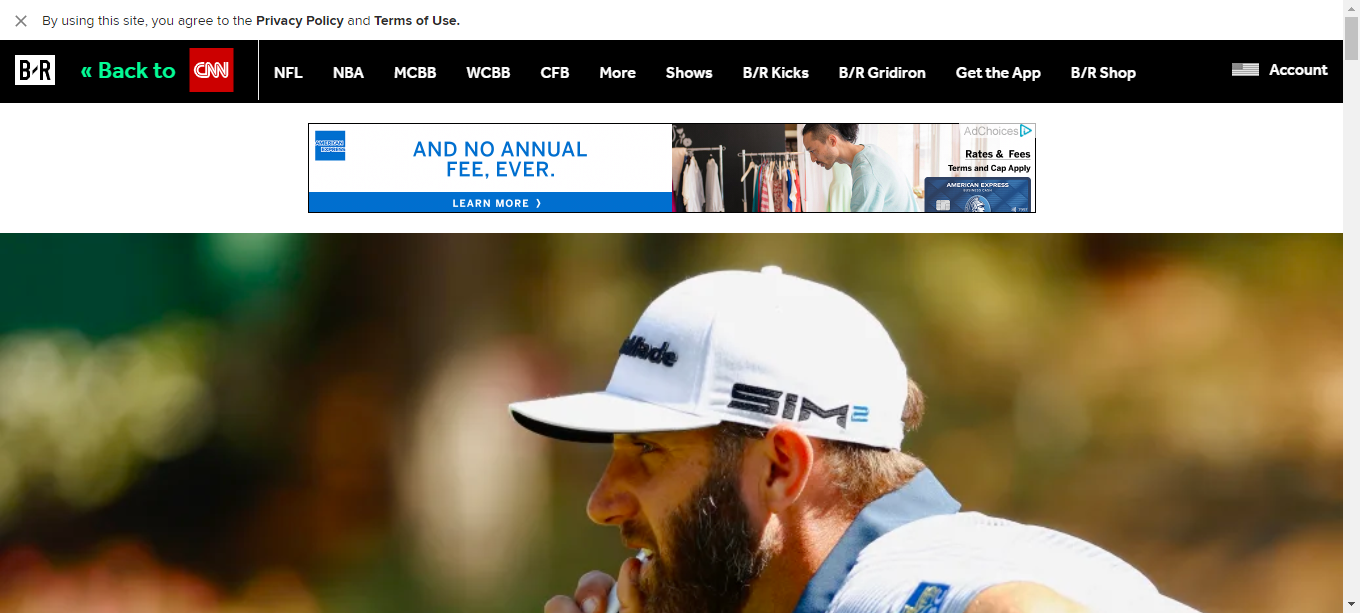 By using this site, you agree to the Privacy Policy and Terms of Use.
B/R « Back to CNN NFL NBA MCBB WCBB CFB More Shows B/R Kicks B/R Gridiron Get the App B/R Shop Account
AMERICAN EXPRESS
AND NO ANNUAL
FEE, EVER.
LEARN MORE ⟩
AdChoices
Rates & Fees
Terms and Cap Apply
AMERICAN EXPRESS
BUSINESS CASH
SIM2